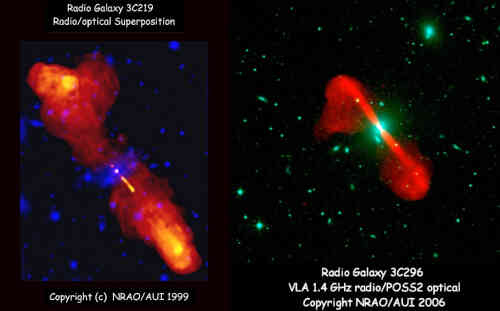 Radio Galaxy 3C219
Radio/optical Superposition
Copyright (c) NRAO/AUI 1999
Radio Galaxy 3C296
VLA 1.4 GHz radio/POSS2 optical
Copyright NRAO/AUI 2006